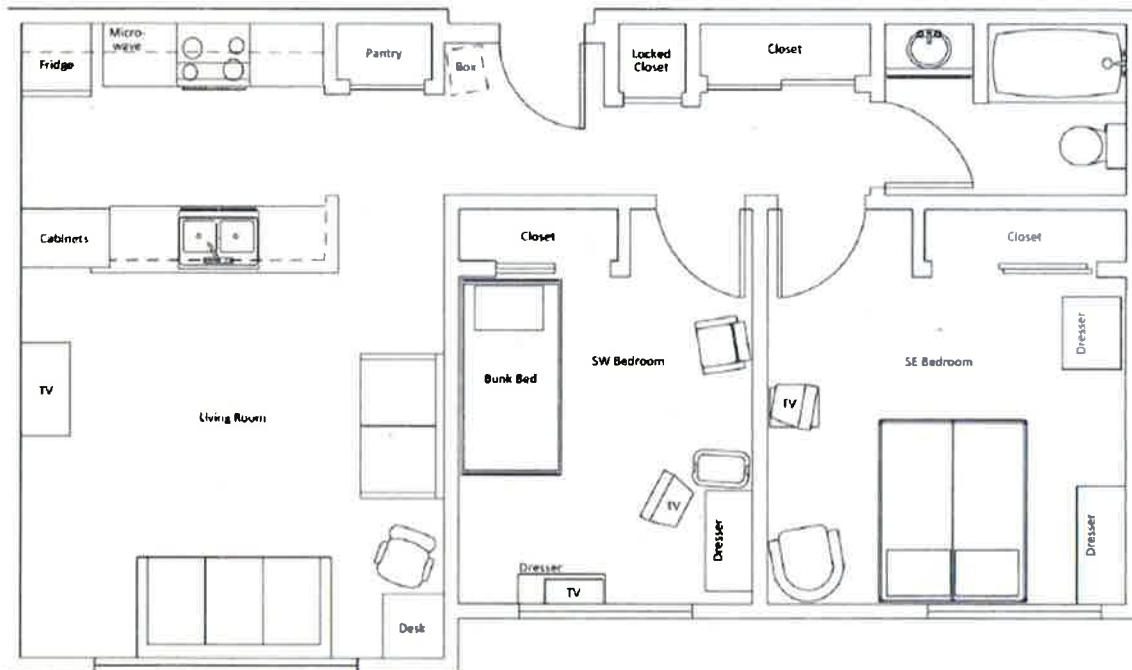 Micro-
wave
Fridge
Pantry
Box
Locked
Closet
Closet
Cabinets
Closet
Closet
TV
Living Room
Bunk Bed
SW Bedroom
TV
SE Bedroom
Dresser
TV
Dresser
Dresser
Dresser
TV
Desk